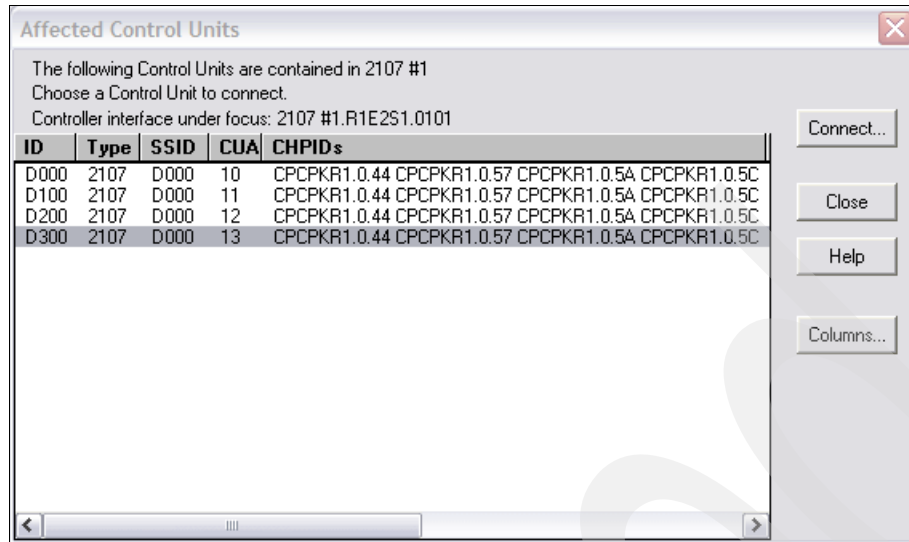 Affected Control Units
The following Control Units are contained in 2107 #1
Choose a Control Unit to connect.
Controller interface under focus: 2107 #1.R1E2S1.0101
Connect...
ID Type SSID CUA CHPIDs
D000 2107 D000 10 CPCPKR1.0.44 CPCPKR1.0.57 CPCPKR1.0.5A CPCPKR1.0.5C
D100 2107 D000 11 CPCPKR1.0.44 CPCPKR1.0.57 CPCPKR1.0.5A CPCPKR1.0.5C
D200 2107 D000 12 CPCPKR1.0.44 CPCPKR1.0.57 CPCPKR1.0.5A CPCPKR1.0.5C
D300 2107 D000 13 CPCPKR1.0.44 CPCPKR1.0.57 CPCPKR1.0.5A CPCPKR1.0.5C
Close
Help
Columns...